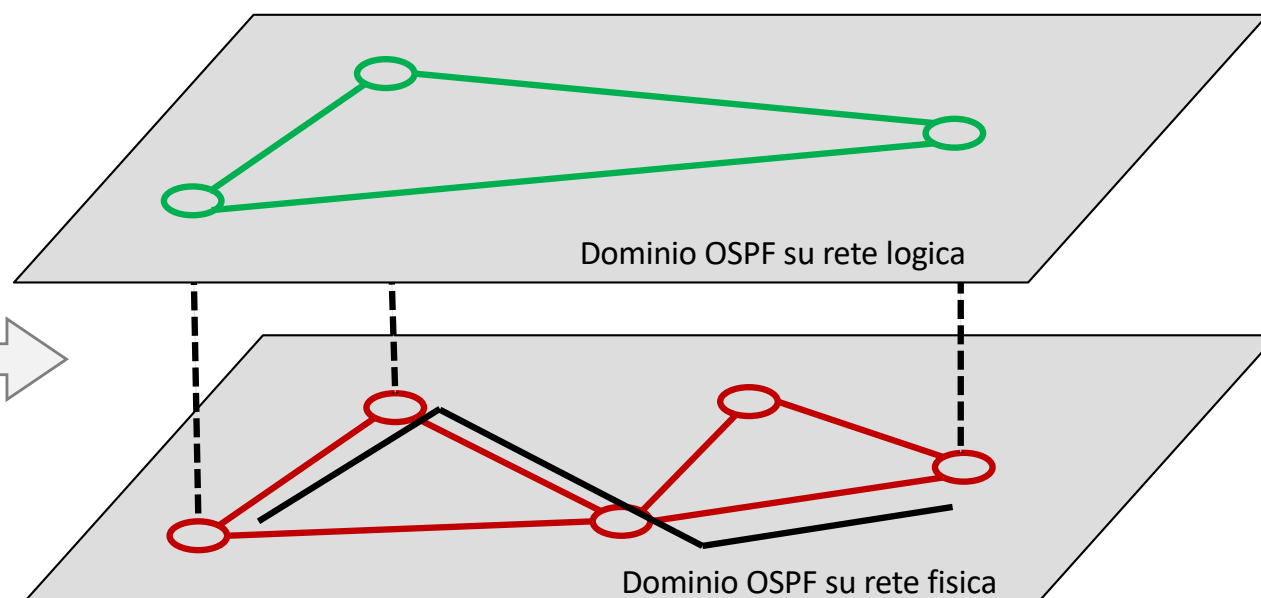 Dominio OSPF su rete logica
Dominio OSPF su rete fisica